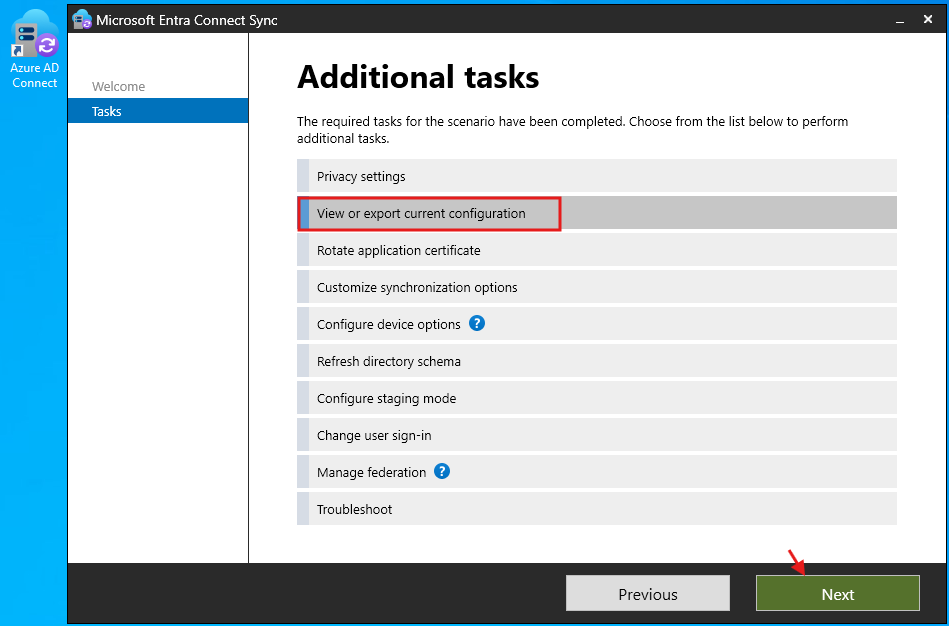 Microsoft Entra Connect Sync
Azure AD
Connect
Welcome
Tasks
Additional tasks
The required tasks for the scenario have been completed. Choose from the list below to perform
additional tasks.
Privacy settings
View or export current configuration
Rotate application certificate
Customize synchronization options
Configure device options ?
Refresh directory schema
Configure staging mode
Change user sign-in
Manage federation ?
Troubleshoot
Previous
Next